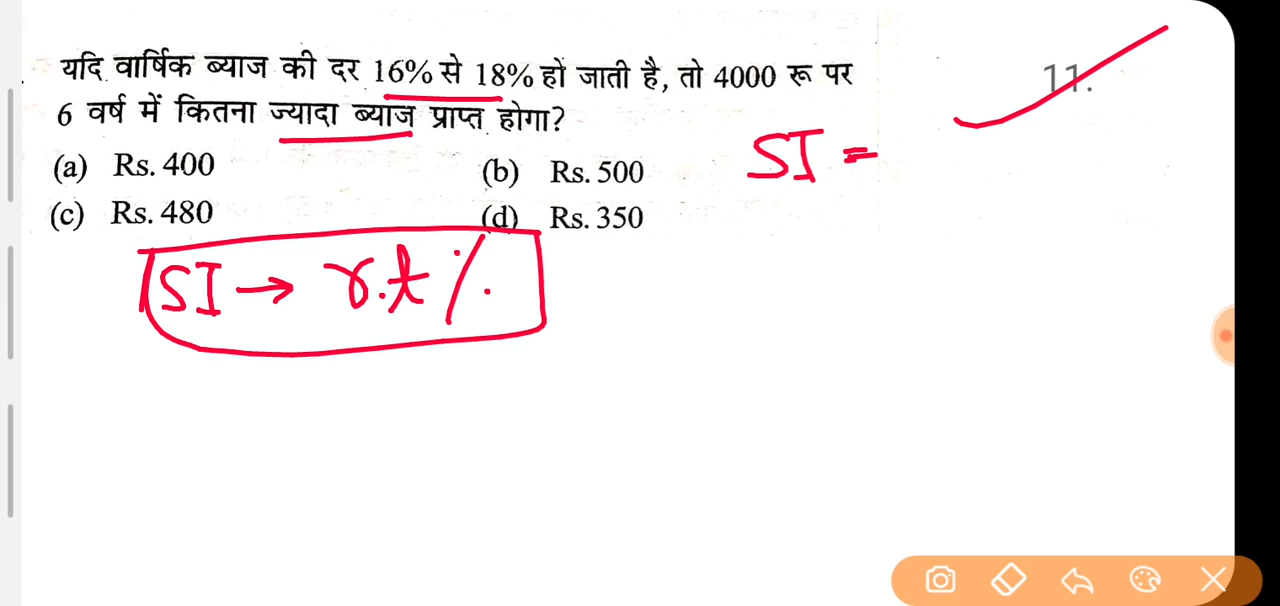 यदि वार्षिक ब्याज की दर 16% से 18% हो जाती है, तो 4000 रू पर
6 वर्ष में कितना ज्यादा ब्याज प्राप्त होगा?
(a) Rs. 400
(b) Rs. 500
(c) Rs. 480
(d) Rs. 350
11.
SI =
SI → r.t %